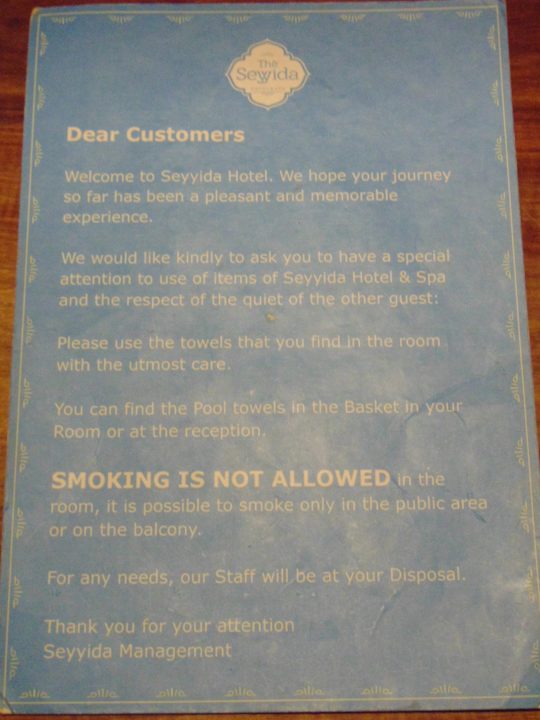 The
Seyyida
Dear Customers
Welcome to Seyyida Hotel. We hope your journey
so far has been a pleasant and memorable
experience.
We would like kindly to ask you to have a special
attention to use of items of Seyyida Hotel & Spa
and the respect of the quiet of the other guest:
Please use the towels that you find in the room
with the utmost care.
You can find the Pool towels in the Basket in your
Room or at the reception.
SMOKING IS NOT ALLOWED in the
room, it is possible to smoke only in the public area
or on the balcony.
For any needs, our Staff will be at your Disposal.
Thank you for your attention
Seyyida Management